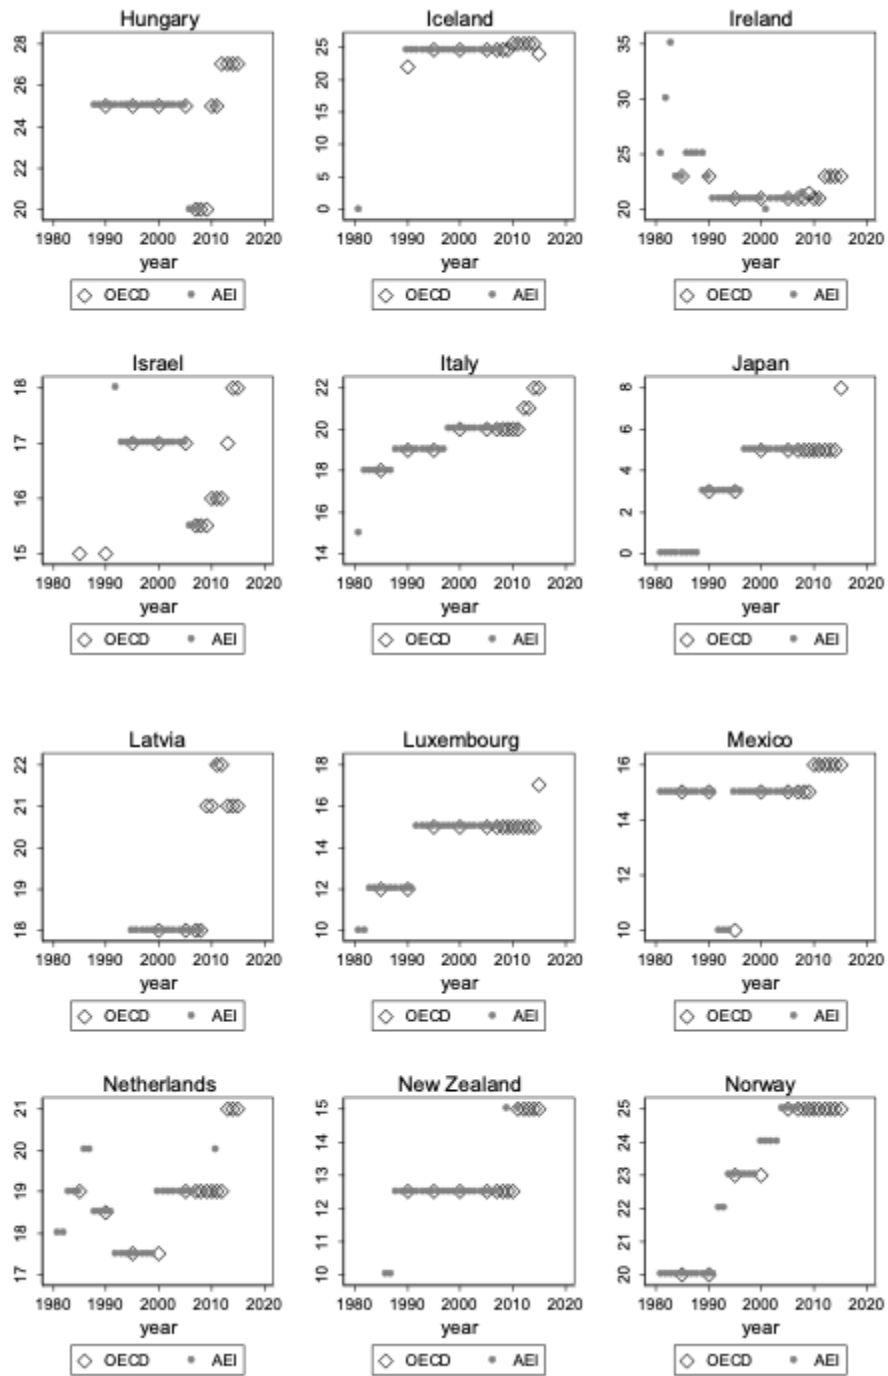 Hungary
28
26
24
22
20
1980 1990 2000 2010 2020
year
OECD AEI
Iceland
25
20
15
10
5
0
1980 1990 2000 2010 2020
year
OECD AEI
Ireland
35
30
25
20
1980 1990 2000 2010 2020
year
OECD AEI
Israel
18
17
16
15
1980 1990 2000 2010 2020
year
OECD AEI
Italy
22
20
18
16
14
1980 1990 2000 2010 2020
year
OECD AEI
Japan
8
6
4
2
0
1980 1990 2000 2010 2020
year
OECD AEI
Latvia
22
21
20
19
18
1980 1990 2000 2010 2020
year
OECD AEI
Luxembourg
18
16
14
12
10
1980 1990 2000 2010 2020
year
OECD AEI
Mexico
16
14
12
10
1980 1990 2000 2010 2020
year
OECD AEI
Netherlands
21
20
19
18
17
1980 1990 2000 2010 2020
year
OECD AEI
New Zealand
15
14
13
12
11
10
1980 1990 2000 2010 2020
year
OECD AEI
Norway
25
24
23
22
21
20
1980 1990 2000 2010 2020
year
OECD AEI